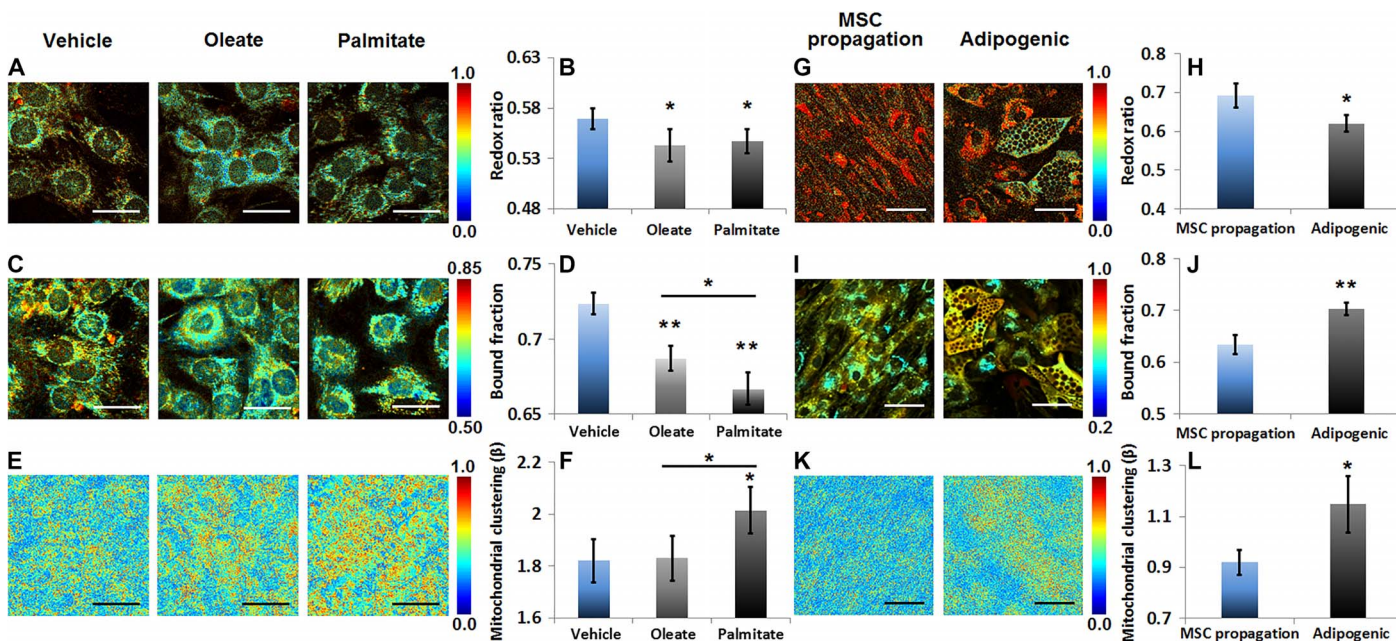 Vehicle Oleate Palmitate
MSC propagation Adipogenic
A
1.0
0.0
B
Redox ratio
0.63
0.58
0.53
0.48
*
*
Vehicle Oleate Palmitate
G
1.0
0.0
H
Redox ratio
0.8
0.7
0.6
0.5
0.4
*
MSC propagation Adipogenic
C
0.85
0.50
D
Bound fraction
0.75
0.7
0.65
*
**
**
Vehicle Oleate Palmitate
I
1.0
0.2
J
Bound fraction
0.8
0.7
0.6
0.5
**
MSC propagation Adipogenic
E
1.0
0.0
F
Mitochondrial clustering (β)
2.2
2
1.8
1.6
*
*
Vehicle Oleate Palmitate
K
1.0
0.0
L
Mitochondrial clustering (β)
1.3
1.1
0.9
0.7
*
MSC propagation Adipogenic